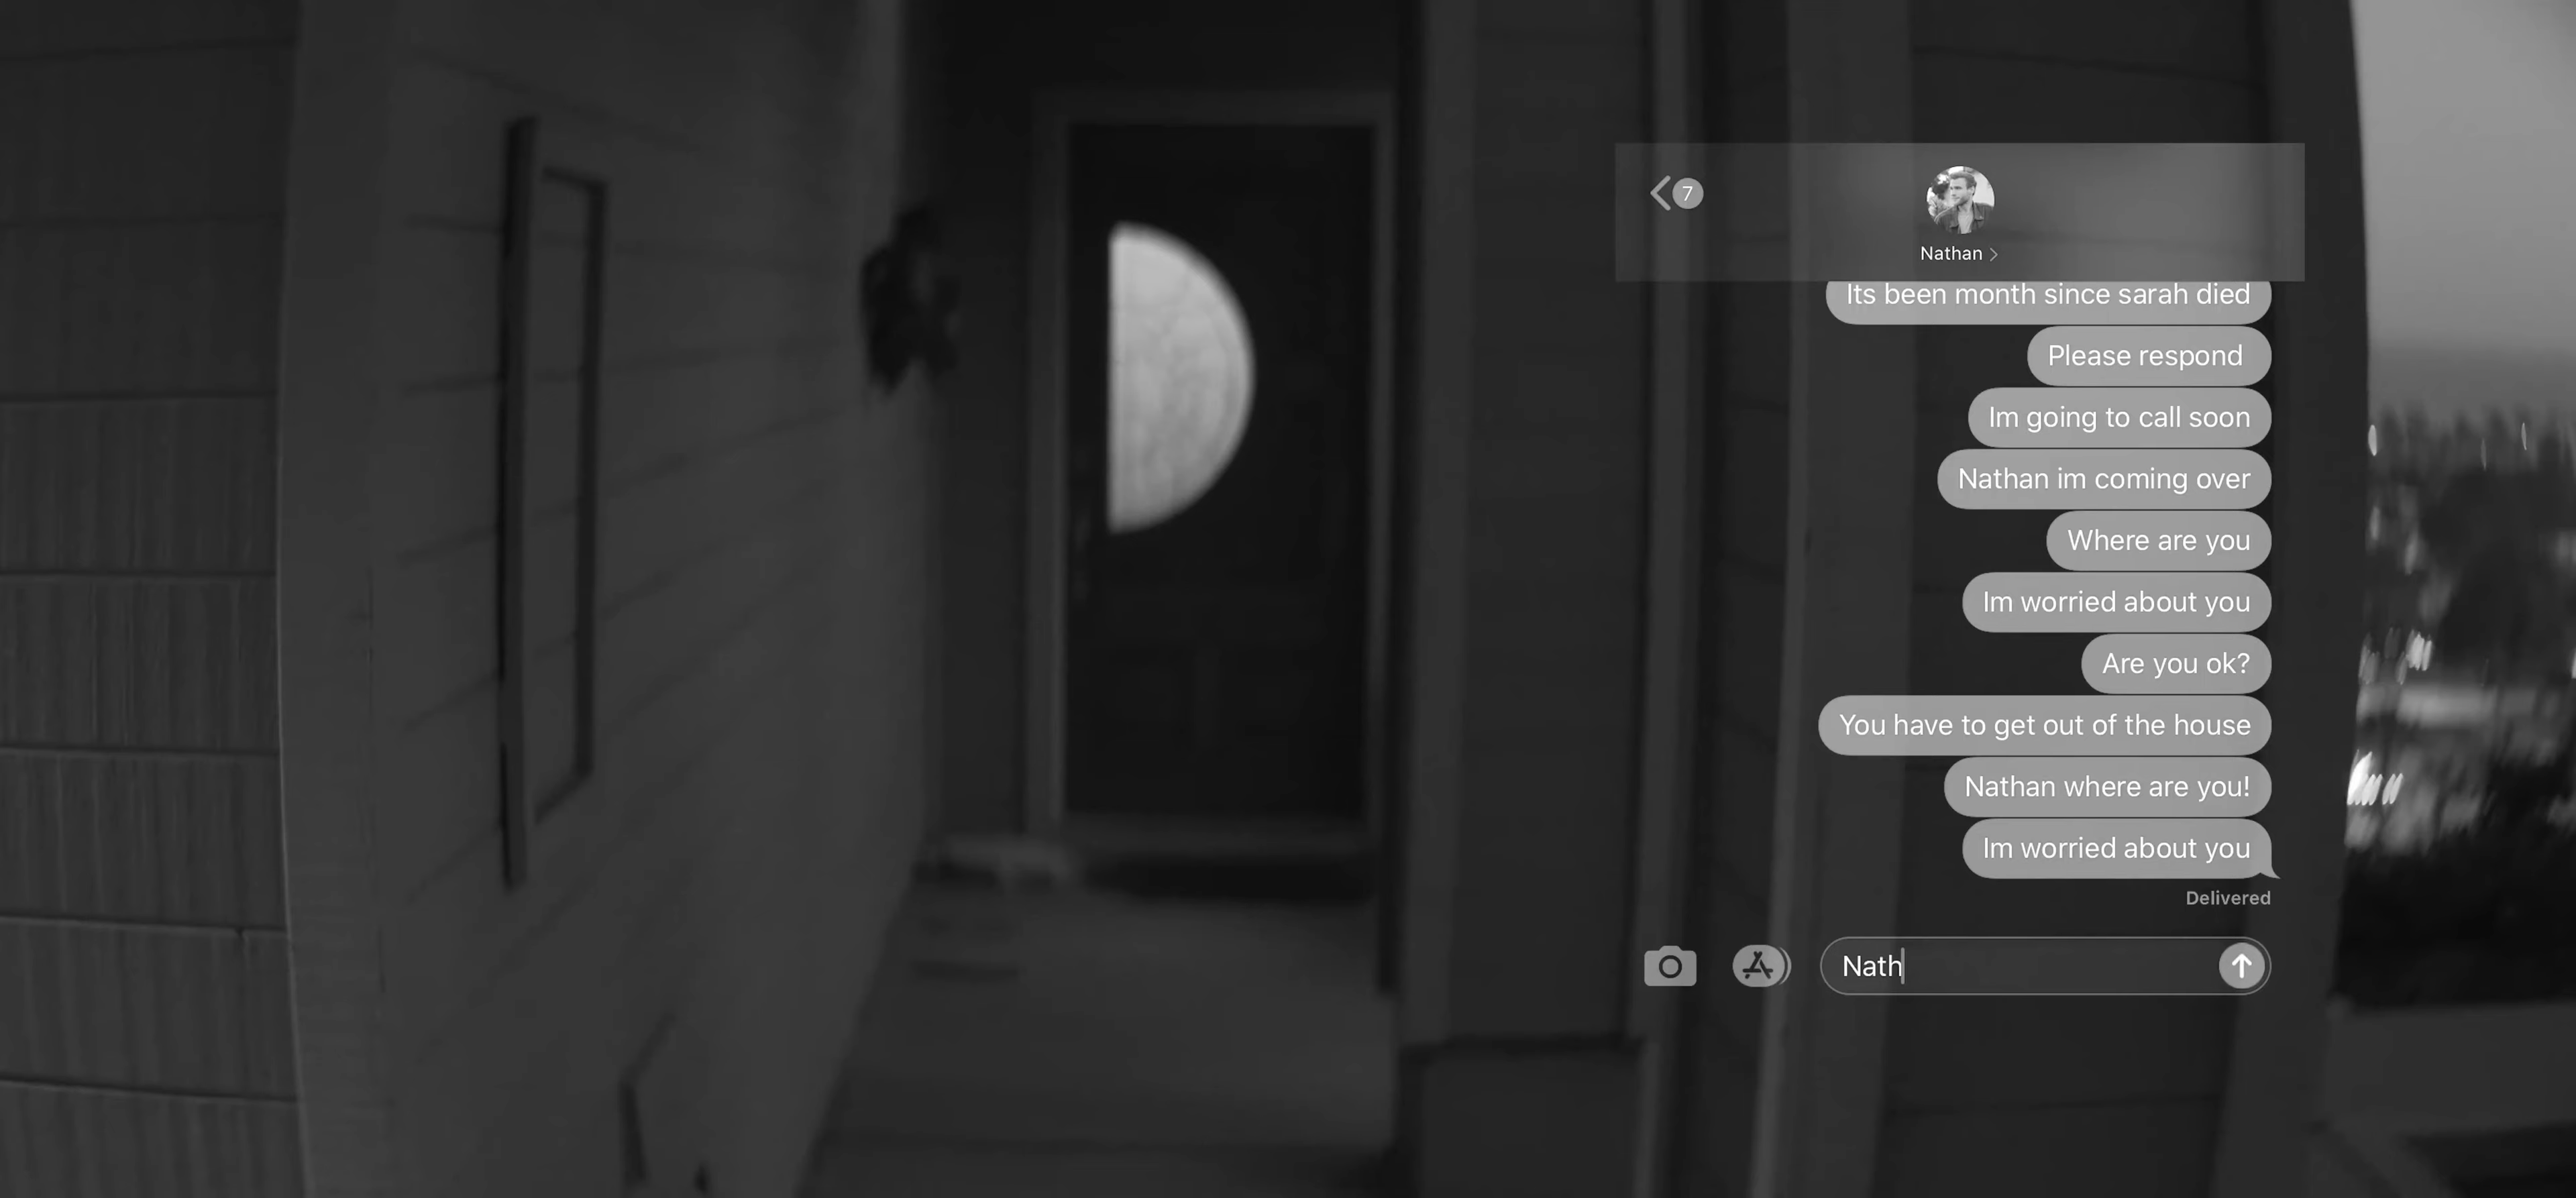 7
Nathan >
Its been month since sarah died
Please respond
Im going to call soon
Nathan im coming over
Where are you
Im worried about you
Are you ok?
You have to get out of the house
Nathan where are you!
Im worried about you
Delivered
Nath